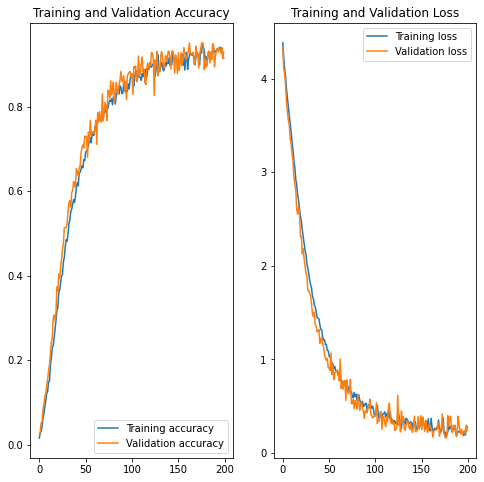 Training and Validation Accuracy
0.8
0.6
0.4
0.2
0.0
0 50 100 150 200
Training accuracy
Validation accuracy
Training and Validation Loss
Training loss
Validation loss
4
3
2
1
0
0 50 100 150 200